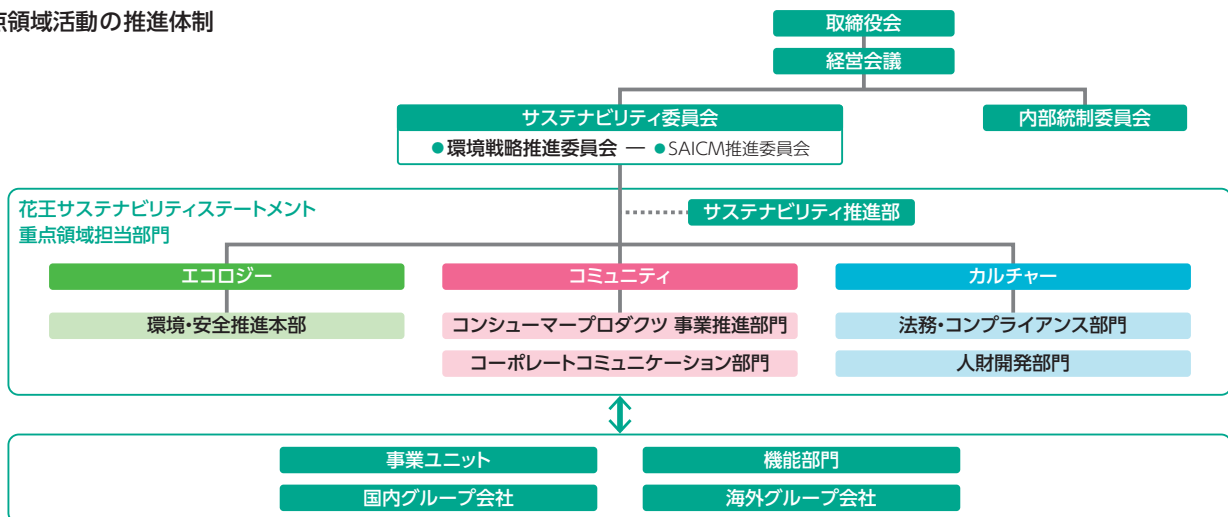 点領域活動の推進体制
取締役会
経営会議
サステナビリティ委員会
内部統制委員会
●環境戦略推進委員会 ― ●SAICM推進委員会
花王サステナビリティステートメント
重点領域担当部門
サステナビリティ推進部
エコロジー
コミュニティ
カルチャー
環境・安全推進本部
コンシューマープロダクツ 事業推進部門
法務・コンプライアンス部門
コーポレートコミュニケーション部門
人財開発部門
事業ユニット
機能部門
国内グループ会社
海外グループ会社